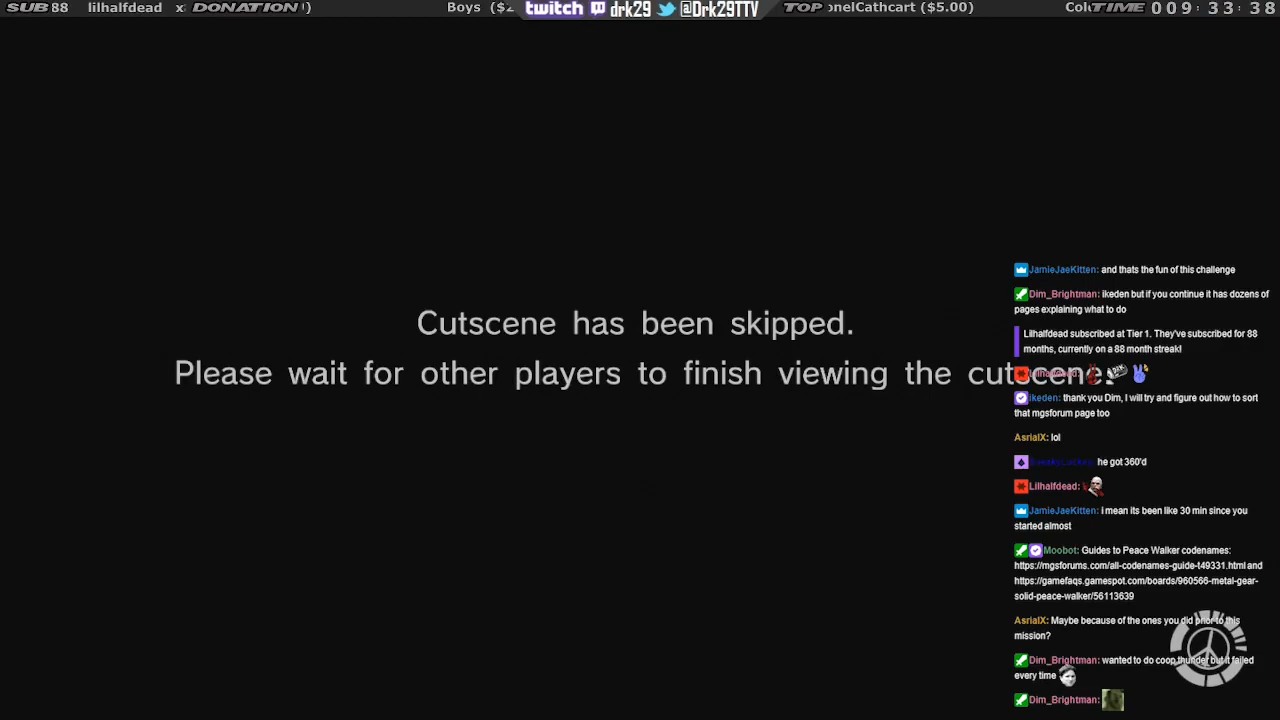 SUB 88 lilhalfdead x DONATION ) Boys ($2 twitch drk29 @Drk29TTV TOP onelCathcart ($5.00) Col TIME 009:33:38
JamieJaeKitten: and thats the fun of this challenge
Dim_Brightman: ikeden but if you continue it has dozens of
pages explaining what to do
Cutscene has been skipped.
Lilhalfdead subscribed at Tier 1. They've subscribed for 88
months, currently on a 88 month streak!
Please wait for other players to finish viewing the cutscene.
Lilhalfdead:
ikeden: thank you Dim, I will try and figure out how to sort
that mgsforum page too
AsrialX: lol
he got 360'd
Lilhalfdead:
JamieJaeKitten: i mean its been like 30 min since you
started almost
Moobot: Guides to Peace Walker codenames:
https://mgsforums.com/all-codenames-guide-t49331.html and
https://gamefaqs.gamespot.com/boards/960566-metal-gear-
solid-peace-walker/56113639
AsrialX: Maybe because of the ones you did prior to this
mission?
Dim_Brightman: wanted to do coop thunder but it failed
every time
Dim_Brightman: